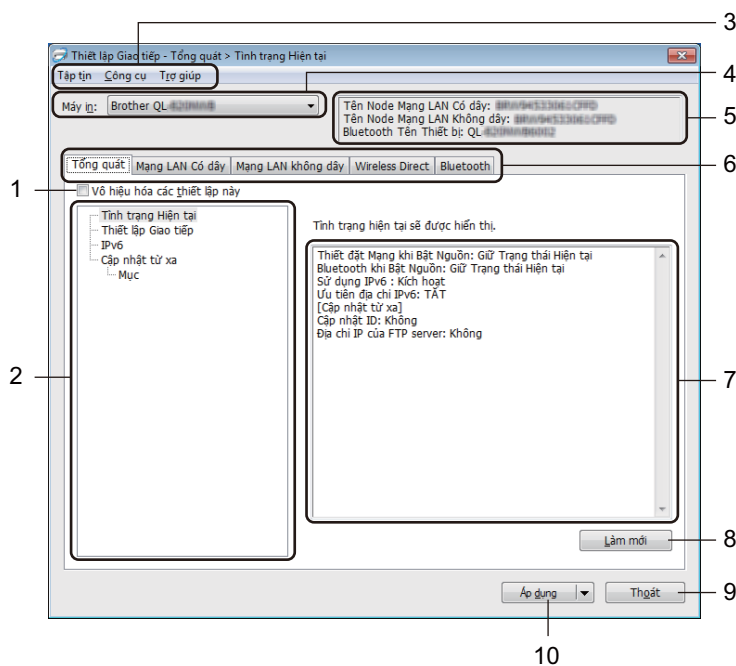 3
Thiết lập Giao tiếp - Tổng quát > Tình trạng Hiện tại
Tập tin Công cụ Trợ giúp
4
Máy in: Brother QL-
Tên Node Mạng LAN Có dây:
Tên Node Mạng LAN Không dây:
Bluetooth Tên Thiết bị: QL-
5
Tổng quát Mạng LAN Có dây Mạng LAN không dây Wireless Direct Bluetooth
6
1
Vô hiệu hóa các thiết lập này
Tình trạng Hiện tại
Thiết lập Giao tiếp
IPv6
Cập nhật từ xa
Mục
2
Tình trạng hiện tại sẽ được hiển thị.
Thiết đặt Mạng khi Bật Nguồn: Giữ Trạng thái Hiện tại
Bluetooth khi Bật Nguồn: Giữ Trạng thái Hiện tại
Sử dụng IPv6 : Kích hoạt
Ưu tiên địa chỉ IPv6: TẮT
[Cập nhật từ xa]
Cập nhật ID: Không
Địa chỉ IP của FTP server: Không
7
Làm mới
8
Áp dụng
Thoát
9
10